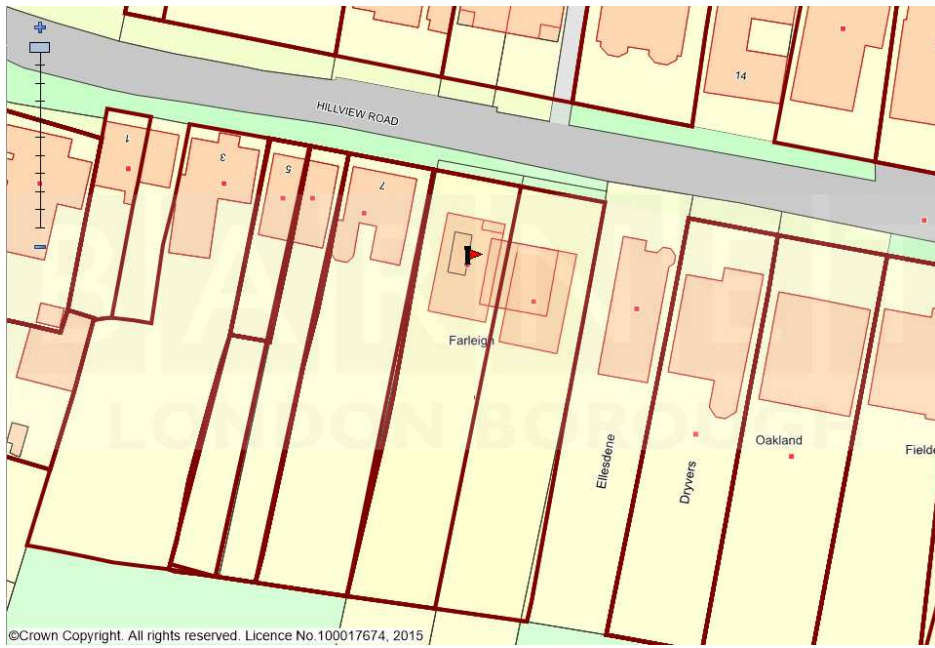 14
HILLVIEW ROAD
1
3
5
7
Farleigh
BARNET
LONDON BOROUGH
Ellesdene
Dryvers
Oakland
Fielde
©Crown Copyright. All rights reserved. Licence No.100017674, 2015